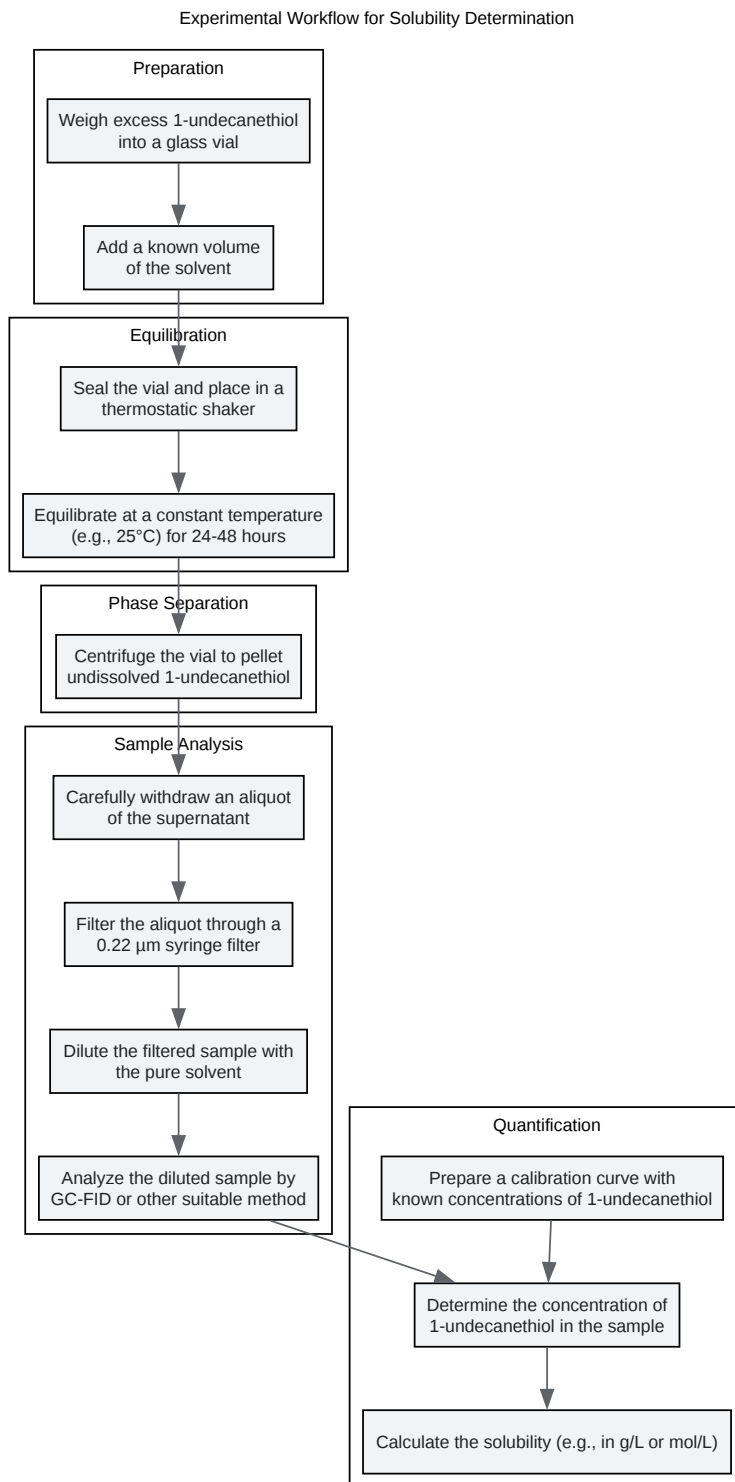 Experimental Workflow for Solubility Determination
Preparation
Weigh excess 1-undecanethiol
into a glass vial
Add a known volume
of the solvent
Equilibration
Seal the vial and place in a
thermostatic shaker
Equilibrate at a constant temperature
(e.g., 25°C) for 24-48 hours
Phase Separation
Centrifuge the vial to pellet
undissolved 1-undecanethiol
Sample Analysis
Carefully withdraw an aliquot
of the supernatant
Filter the aliquot through a
0.22 µm syringe filter
Dilute the filtered sample with
the pure solvent
Analyze the diluted sample by
GC-FID or other suitable method
Quantification
Prepare a calibration curve with
known concentrations of 1-undecanethiol
Determine the concentration of
1-undecanethiol in the sample
Calculate the solubility (e.g., in g/L or mol/L)